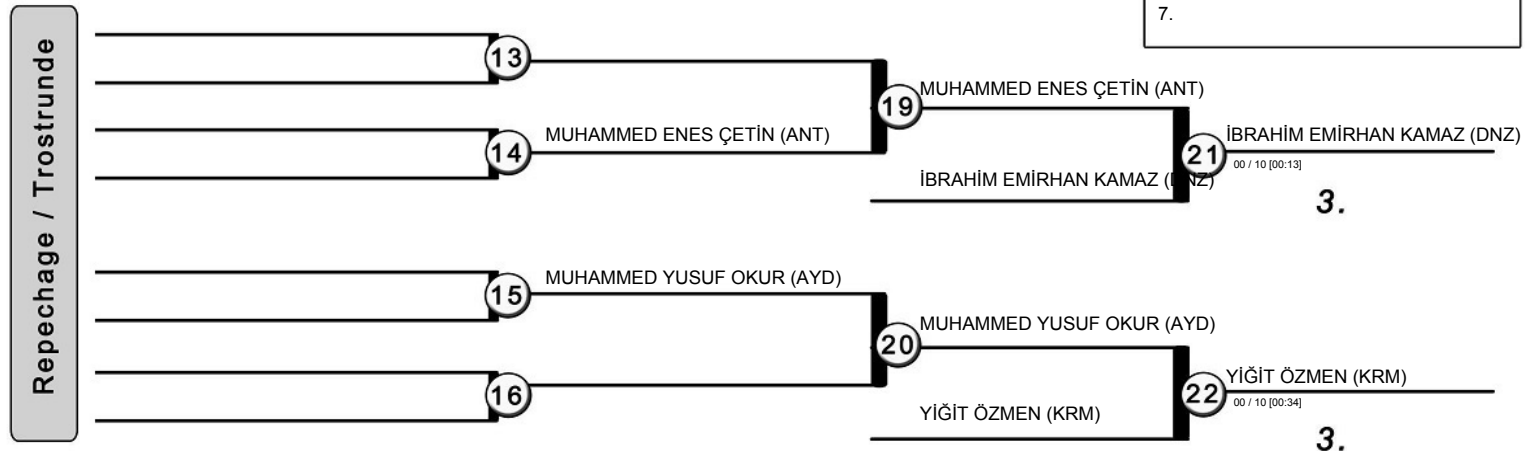 7.
Repechage / Trostrunde
13
MUHAMMED ENES ÇETİN (ANT)
19
MUHAMMED ENES ÇETİN (ANT)
14
İBRAHİM EMİRHAN KAMAZ (DNZ)
21
00 / 10 [00:13]
İBRAHİM EMİRHAN KAMAZ (DNZ)
3.
MUHAMMED YUSUF OKUR (AYD)
15
MUHAMMED YUSUF OKUR (AYD)
20
YİĞİT ÖZMEN (KRM)
16
22
00 / 10 [00:34]
YİĞİT ÖZMEN (KRM)
3.